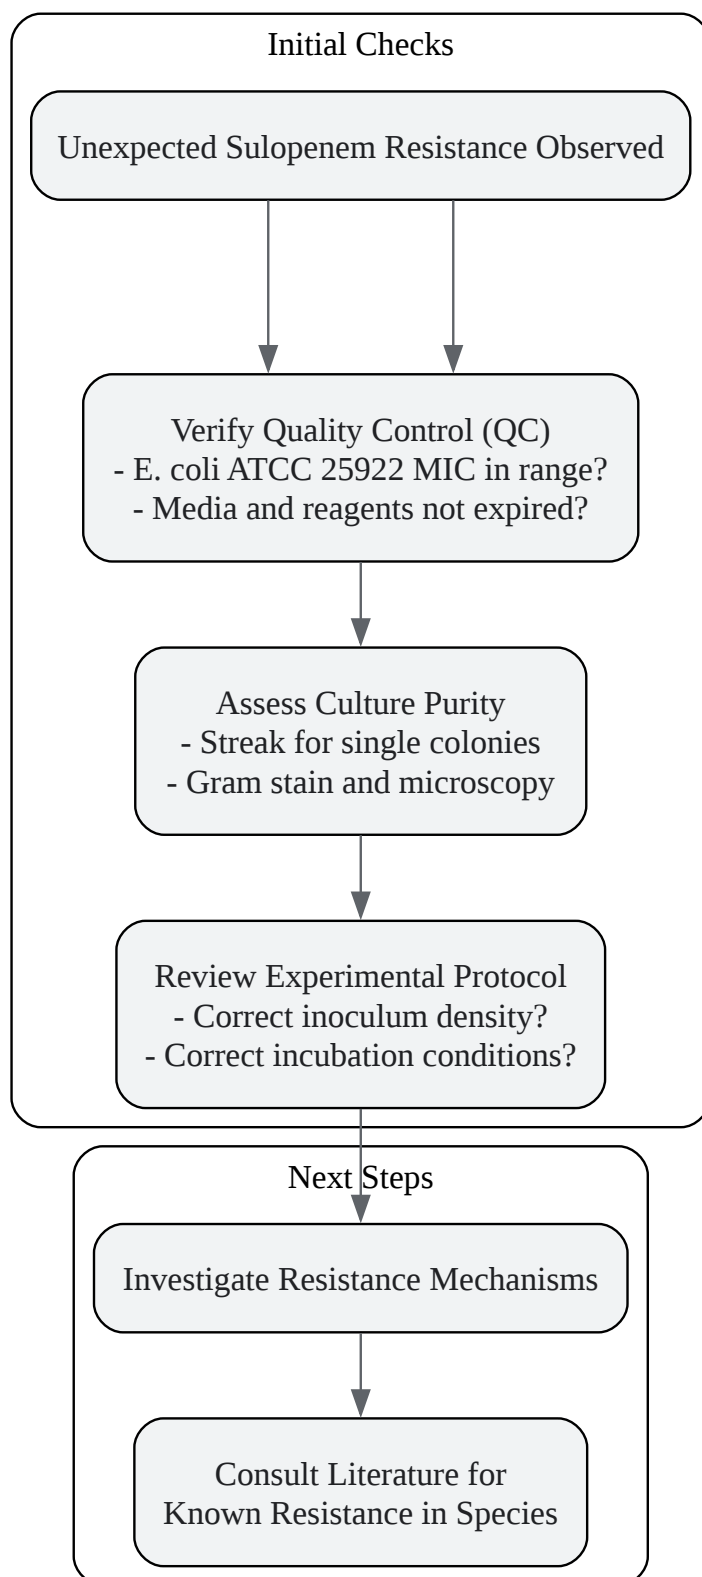 Initial Checks
Unexpected Sulopenem Resistance Observed
Verify Quality Control (QC)
- E. coli ATCC 25922 MIC in range?
- Media and reagents not expired?
Assess Culture Purity
- Streak for single colonies
- Gram stain and microscopy
Review Experimental Protocol
- Correct inoculum density?
- Correct incubation conditions?
Next Steps
Investigate Resistance Mechanisms
Consult Literature for
Known Resistance in Species